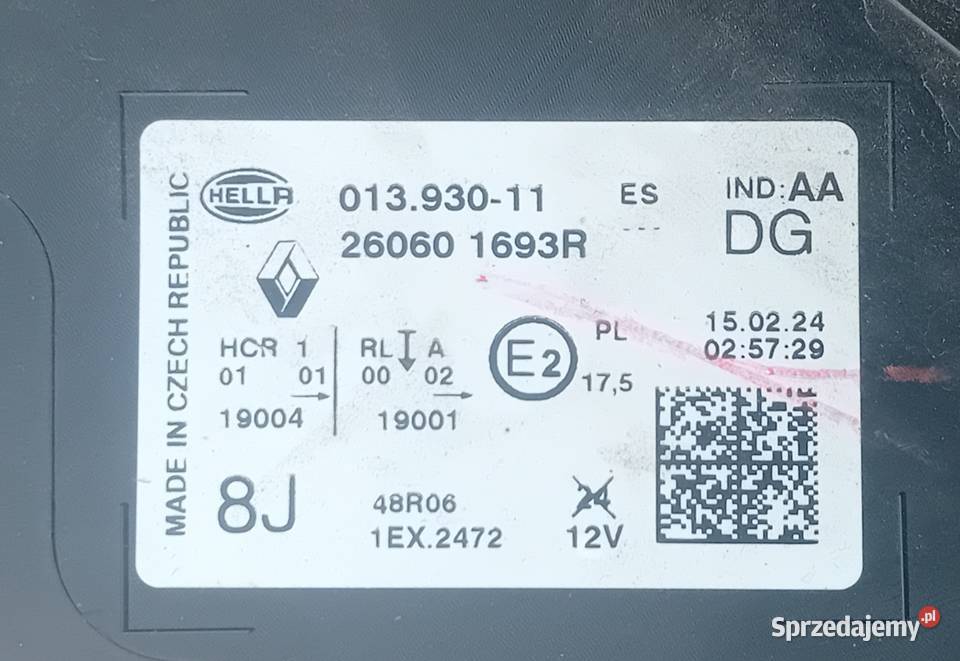 MADE IN CZECH REPUBLIC
HELLA
013.930-11
ES
IND:AA
26060 1693R
DG
HCR 1
01 01
19004
RL A
00 02
19001
E2
PL
17,5
15.02.24
02:57:29
8J
48R06
1EX.2472
24
12V
Sprzedajemy.pl